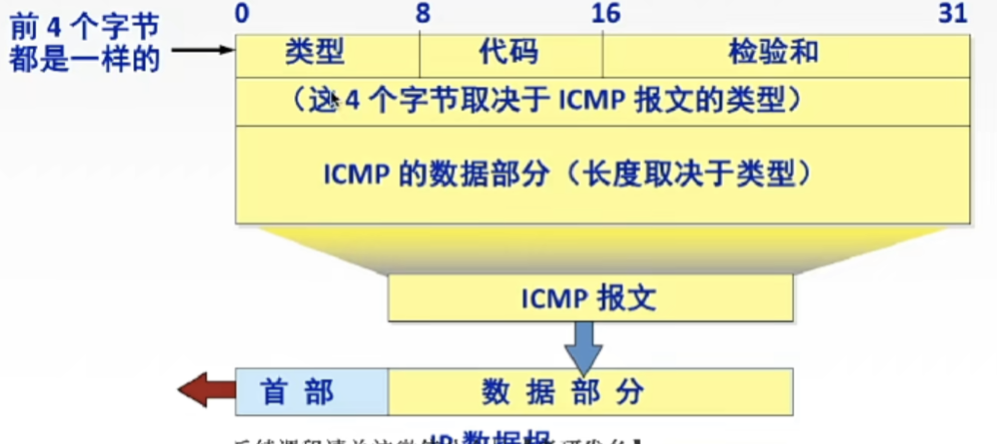 0 8 16 31
前 4 个字节
都是一样的
类型 代码 检验和
（这 4 个字节取决于 ICMP 报文的类型）
ICMP 的数据部分（长度取决于类型）
ICMP 报文
首 部 数 据 部 分
IP 数据报